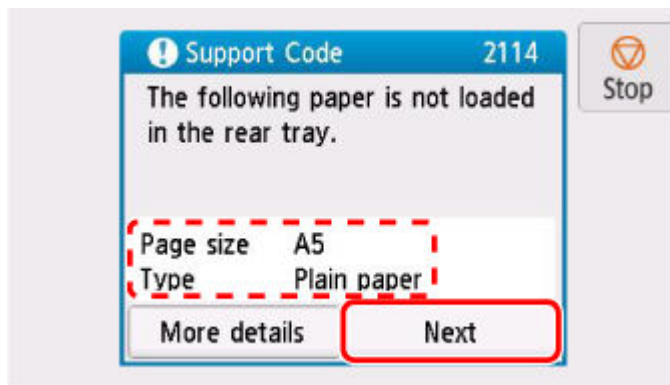 Support Code 2114
Stop
The following paper is not loaded
in the rear tray.
Page size A5
Type Plain paper
More details Next